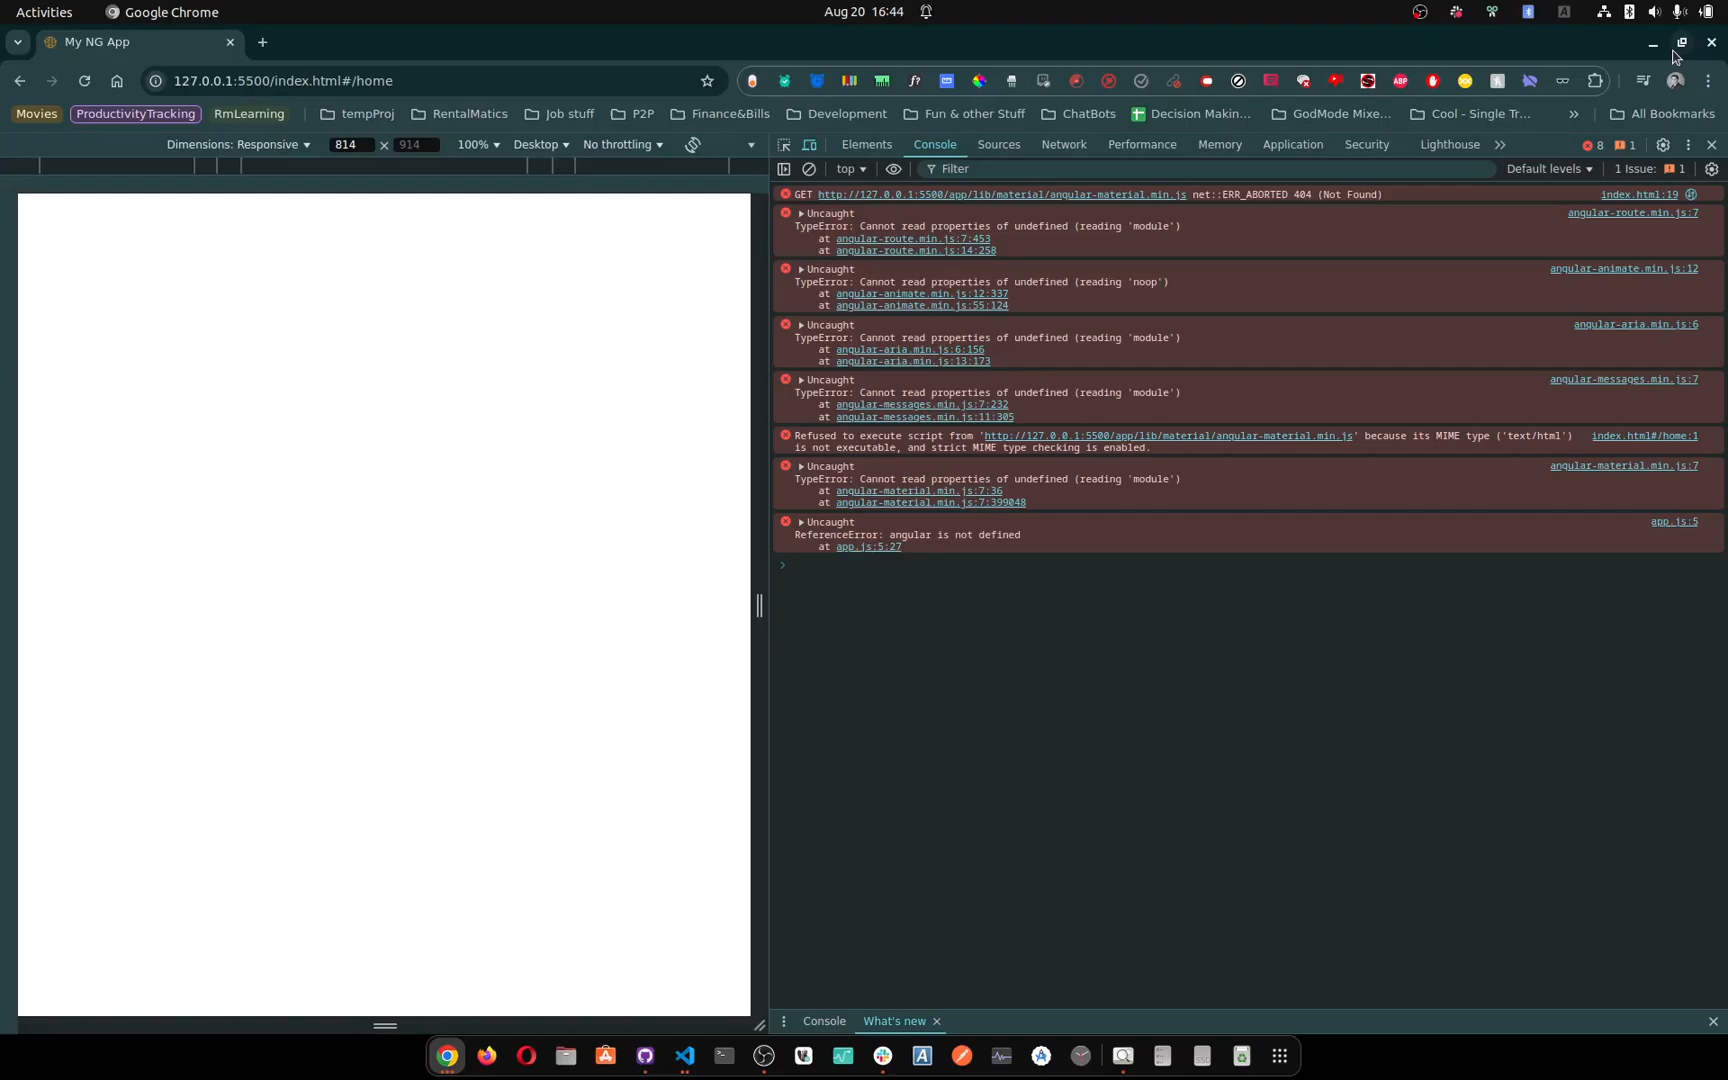 Activities
Google Chrome
Aug 20 16:44
My NG App
127.0.0.1:5500/index.html#/home
Movies
ProductivityTracking
RmLearning
tempProj
RentalMatics
Job stuff
P2P
Finance&Bills
Development
Fun & other Stuff
ChatBots
Decision Makin...
GodMode Mixe...
Cool - Single Tr...
All Bookmarks
Dimensions: Responsive
814 × 914
100%
Desktop
No throttling
Elements
Console
Sources
Network
Performance
Memory
Application
Security
Lighthouse
8
1
top
Filter
Default levels
1 Issue: 1
GET http://127.0.0.1:5500/app/lib/material/angular-material.min.js net::ERR_ABORTED 404 (Not Found) index.html:19
Uncaught angular-route.min.js:7
TypeError: Cannot read properties of undefined (reading 'module')
at angular-route.min.js:7:453
at angular-route.min.js:14:258
Uncaught angular-animate.min.js:12
TypeError: Cannot read properties of undefined (reading 'noop')
at angular-animate.min.js:12:337
at angular-animate.min.js:55:124
Uncaught angular-aria.min.js:6
TypeError: Cannot read properties of undefined (reading 'module')
at angular-aria.min.js:6:156
at angular-aria.min.js:13:173
Uncaught angular-messages.min.js:7
TypeError: Cannot read properties of undefined (reading 'module')
at angular-messages.min.js:7:232
at angular-messages.min.js:11:305
Refused to execute script from 'http://127.0.0.1:5500/app/lib/material/angular-material.min.js' because its MIME type ('text/html') index.html#/home:1
is not executable, and strict MIME type checking is enabled.
Uncaught angular-material.min.js:7
TypeError: Cannot read properties of undefined (reading 'module')
at angular-material.min.js:7:36
at angular-material.min.js:7:399048
Uncaught app.js:5
ReferenceError: angular is not defined
at app.js:5:27
Console
What's new